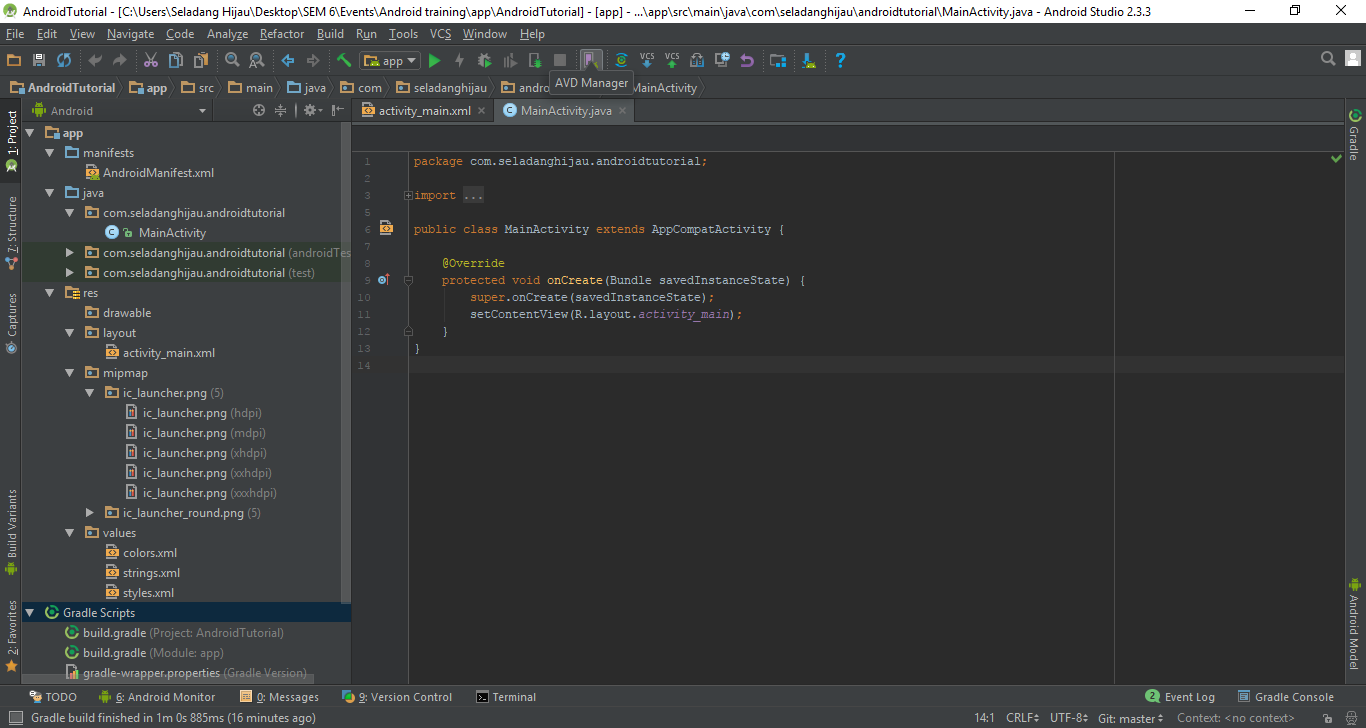 AndroidTutorial - [C:\Users\Seladang Hijau\Desktop\SEM 6\Events\Android training\app\AndroidTutorial] - [app] - ...\app\src\main\java\com\seladanghijau\androidtutorial\MainActivity.java - Android Studio 2.3.3
File Edit View Navigate Code Analyze Refactor Build Run Tools VCS Window Help
app VCS VCS ?
AVD Manager
AndroidTutorial app src main java com seladanghijau andro MainActivity
Android activity_main.xml MainActivity.java
1: Project
7: Structure
Captures
Build Variants
2: Favorites
app
manifests
AndroidManifest.xml
java
com.seladanghijau.androidtutorial
MainActivity
com.seladanghijau.androidtutorial (androidTes
com.seladanghijau.androidtutorial (test)
res
drawable
layout
activity_main.xml
mipmap
ic_launcher.png (5)
ic_launcher.png (hdpi)
ic_launcher.png (mdpi)
ic_launcher.png (xhdpi)
ic_launcher.png (xxhdpi)
ic_launcher.png (xxxhdpi)
ic_launcher_round.png (5)
values
colors.xml
strings.xml
styles.xml
Gradle Scripts
build.gradle (Project: AndroidTutorial)
build.gradle (Module: app)
gradle-wrapper.properties (Gradle Version)
1 package com.seladanghijau.androidtutorial;
2
3 import ...
5
6 public class MainActivity extends AppCompatActivity {
7
8 @Override
9 protected void onCreate(Bundle savedInstanceState) {
10 super.onCreate(savedInstanceState);
11 setContentView(R.layout.activity_main);
12 }
13 }
14
Gradle
Android Model
TODO 6: Android Monitor 0: Messages 9: Version Control Terminal 2 Event Log Gradle Console
Gradle build finished in 1m 0s 885ms (16 minutes ago) 14:1 CRLF UTF-8 Git: master Context: <no context>